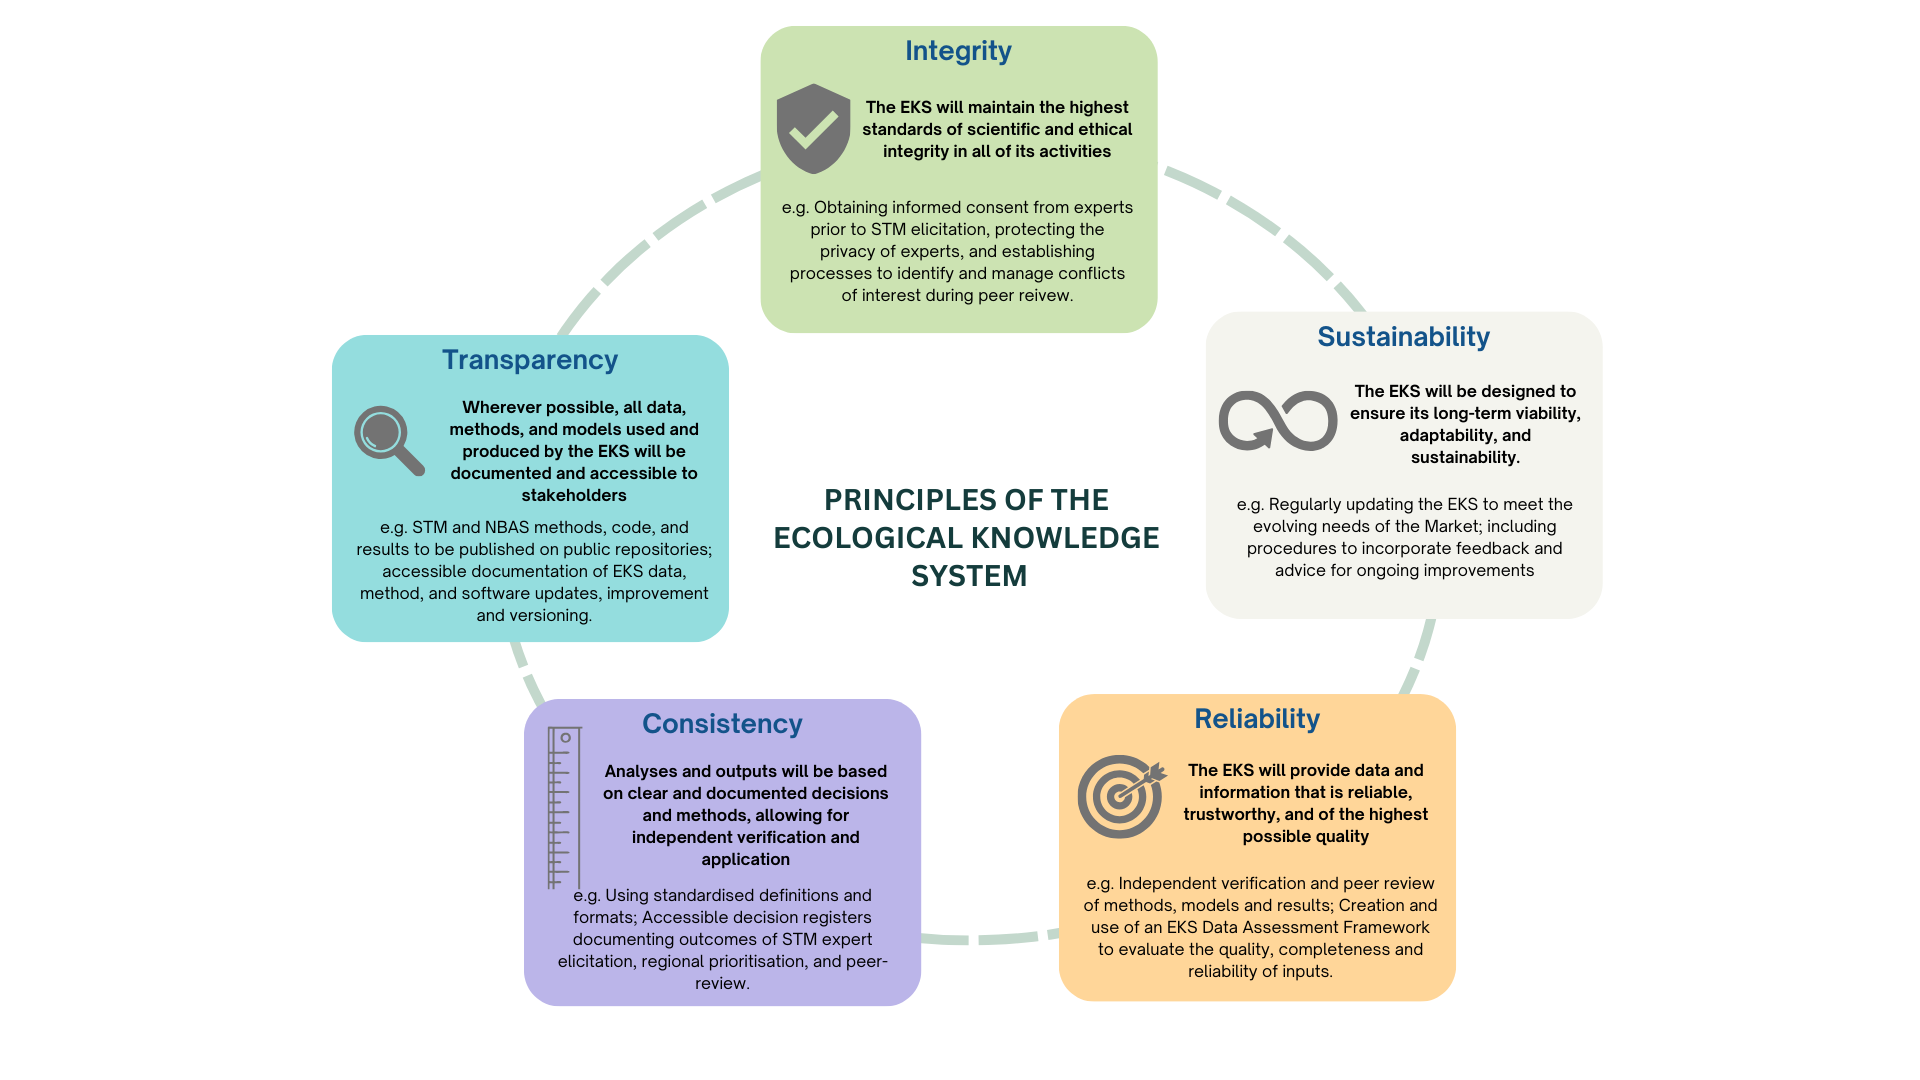 Integrity
The EKS will maintain the highest
standards of scientific and ethical
integrity in all of its activities
e.g. Obtaining informed consent from experts
prior to STM elicitation, protecting the
privacy of experts, and establishing
processes to identify and manage conflicts
of interest during peer reivew.
Sustainability
The EKS will be designed to
ensure its long-term viability,
adaptability, and
sustainability.
e.g. Regularly updating the EKS to meet the
evolving needs of the Market; including
procedures to incorporate feedback and
advice for ongoing improvements
Transparency
Wherever possible, all data,
methods, and models used and
produced by the EKS will be
documented and accessible to
stakeholders
e.g. STM and NBAS methods, code, and
results to be published on public repositories;
accessible documentation of EKS data,
method, and software updates, improvement
and versioning.
PRINCIPLES OF THE
ECOLOGICAL KNOWLEDGE
SYSTEM
Consistency
Analyses and outputs will be based
on clear and documented decisions
and methods, allowing for
independent verification and
application
e.g. Using standardised definitions and
formats; Accessible decision registers
documenting outcomes of STM expert
elicitation, regional prioritisation, and peer-
review.
Reliability
The EKS will provide data and
information that is reliable,
trustworthy, and of the highest
possible quality
e.g. Independent verification and peer review
of methods, models and results; Creation and
use of an EKS Data Assessment Framework
to evaluate the quality, completeness and
reliability of inputs.